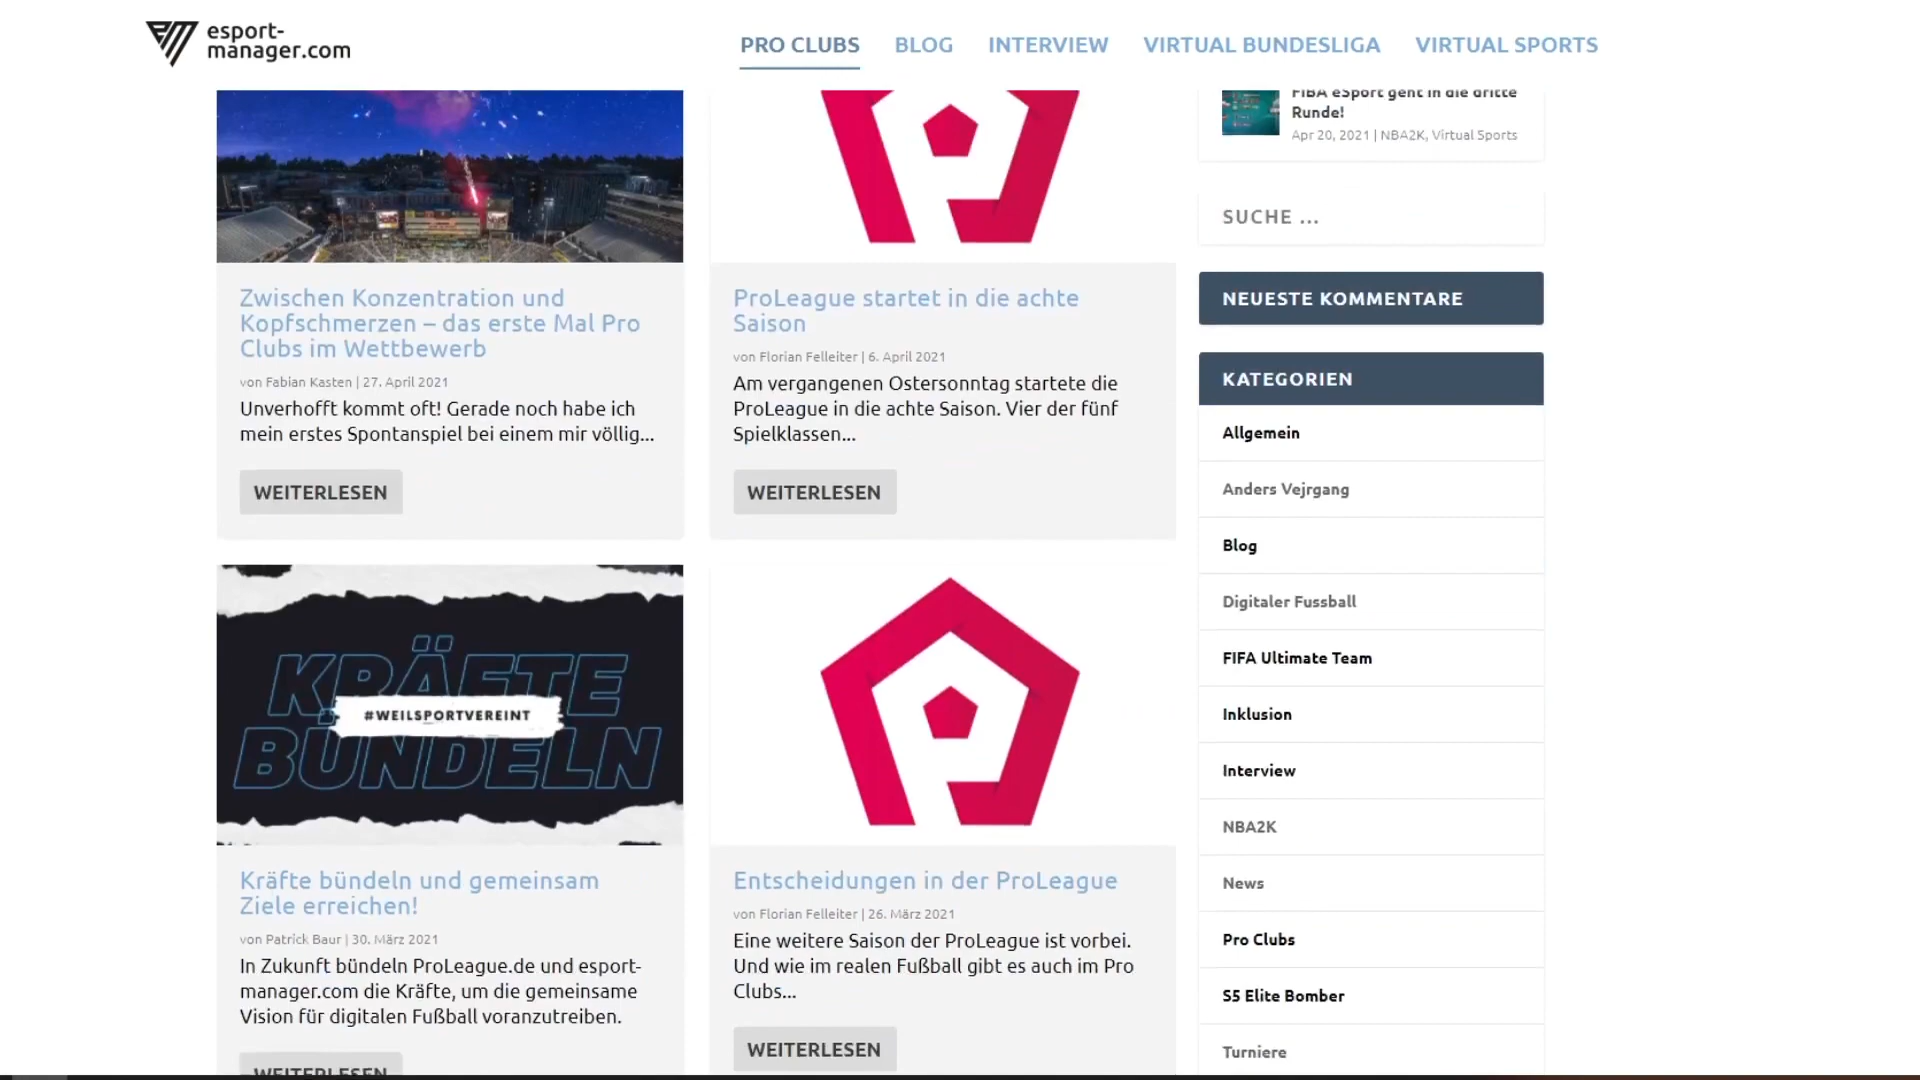 esport-
manager.com
PRO CLUBS
BLOG
INTERVIEW
VIRTUAL BUNDESLIGA
VIRTUAL SPORTS
Zwischen Konzentration und
Kopfschmerzen – das erste Mal Pro
Clubs im Wettbewerb
von Fabian Kasten | 27. April 2021
Unverhofft kommt oft! Gerade noch habe ich
mein erstes Spontanspiel bei einem mir völlig...
WEITERLESEN
ProLeague startet in die achte
Saison
von Florian Felleiter | 6. April 2021
Am vergangenen Ostersonntag startete die
ProLeague in die achte Saison. Vier der fünf
Spielklassen...
WEITERLESEN
KRÄFTE
#WEILSPORTVEREINT
BÜNDELN
Kräfte bündeln und gemeinsam
Ziele erreichen!
von Patrick Baur | 30. März 2021
In Zukunft bündeln ProLeague.de und esport-
manager.com die Kräfte, um die gemeinsame
Vision für digitalen Fußball voranzutreiben.
WEITERLESEN
Entscheidungen in der ProLeague
von Florian Felleiter | 26. März 2021
Eine weitere Saison der ProLeague ist vorbei.
Und wie im realen Fußball gibt es auch im Pro
Clubs...
WEITERLESEN
FIBA eSport geht in die dritte
Runde!
Apr 20, 2021 | NBA2K, Virtual Sports
SUCHE ...
NEUESTE KOMMENTARE
KATEGORIEN
Allgemein
Anders Vejrgang
Blog
Digitaler Fussball
FIFA Ultimate Team
Inklusion
Interview
NBA2K
News
Pro Clubs
S5 Elite Bomber
Turniere